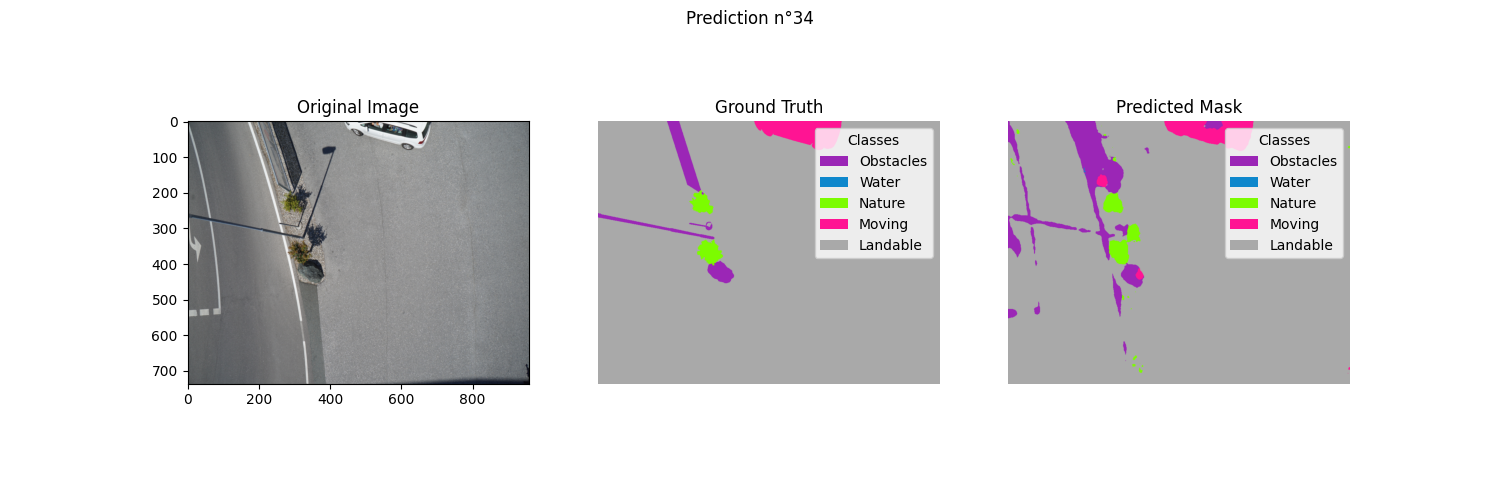 Prediction n°34
Original Image
Ground Truth
Predicted Mask
0
100
200
300
400
500
600
700
0
200
400
600
800
Classes
Obstacles
Water
Nature
Moving
Landable
Classes
Obstacles
Water
Nature
Moving
Landable